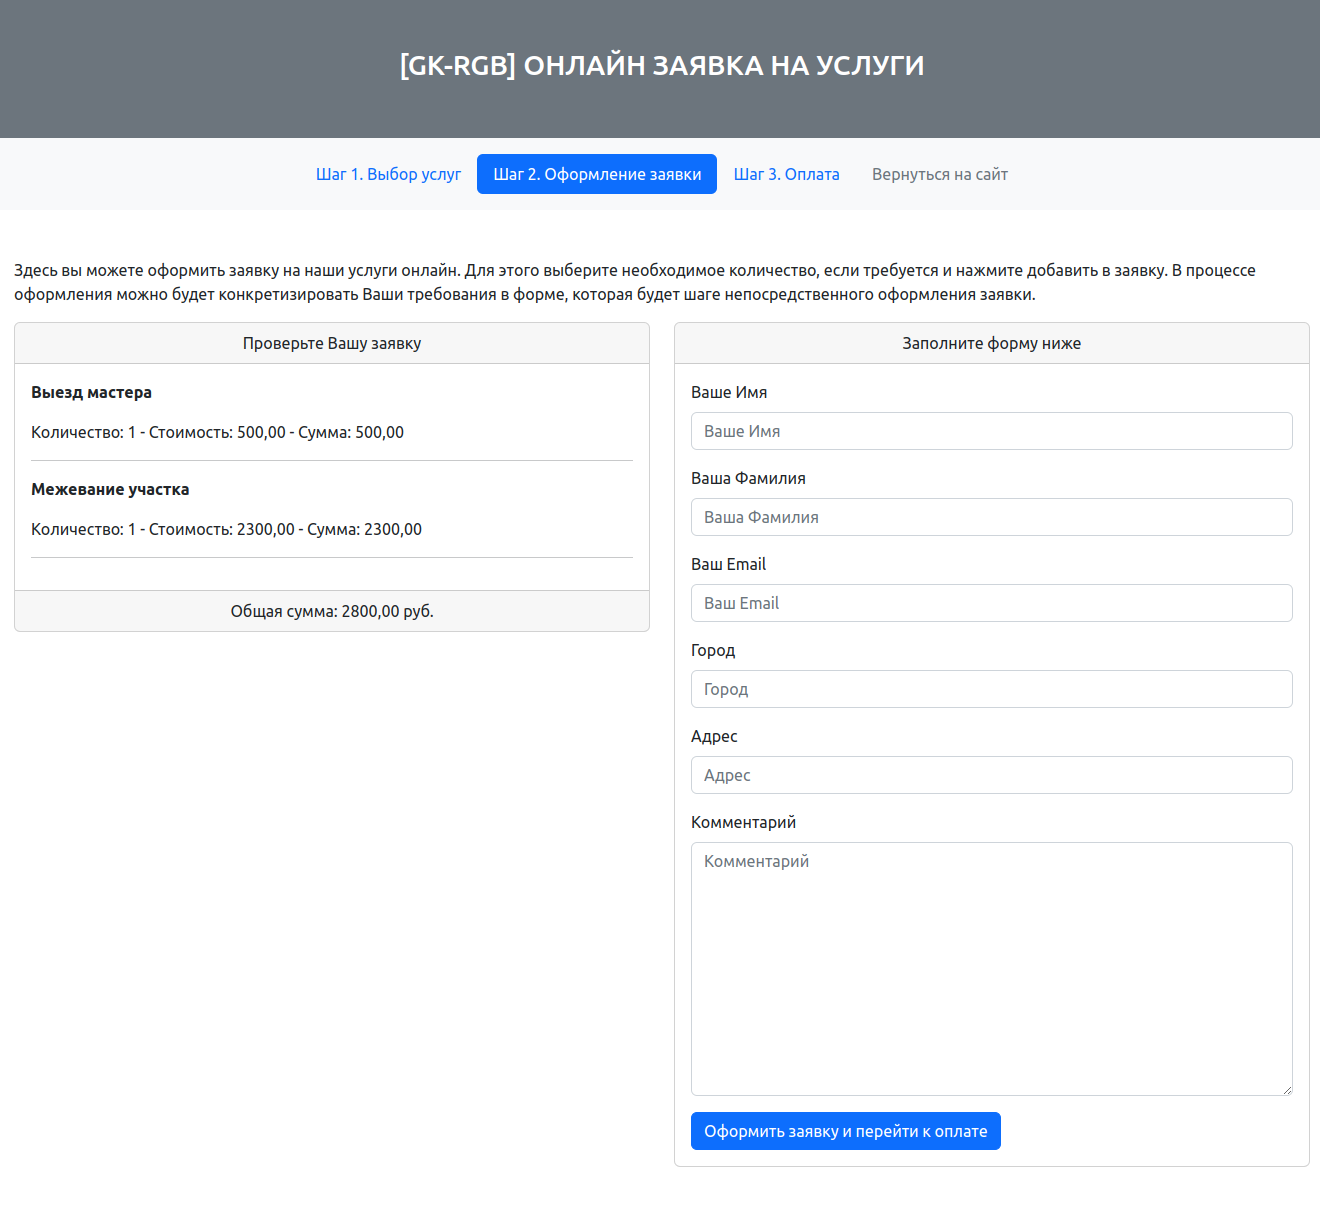 [GK-RGB] ОНЛАЙН ЗАЯВКА НА УСЛУГИ
Шаг 1. Выбор услуг
Шаг 2. Оформление заявки
Шаг 3. Оплата
Вернуться на сайт
Здесь вы можете оформить заявку на наши услуги онлайн. Для этого выберите необходимое количество, если требуется и нажмите добавить в заявку. В процессе
оформления можно будет конкретизировать Ваши требования в форме, которая будет шаге непосредственного оформления заявки.
Проверьте Вашу заявку
Выезд мастера
Количество: 1 - Стоимость: 500,00 - Сумма: 500,00
Межевание участка
Количество: 1 - Стоимость: 2300,00 - Сумма: 2300,00
Общая сумма: 2800,00 руб.
Заполните форму ниже
Ваше Имя
Ваше Имя
Ваша Фамилия
Ваша Фамилия
Ваш Email
Ваш Email
Город
Город
Адрес
Адрес
Комментарий
Комментарий
Оформить заявку и перейти к оплате